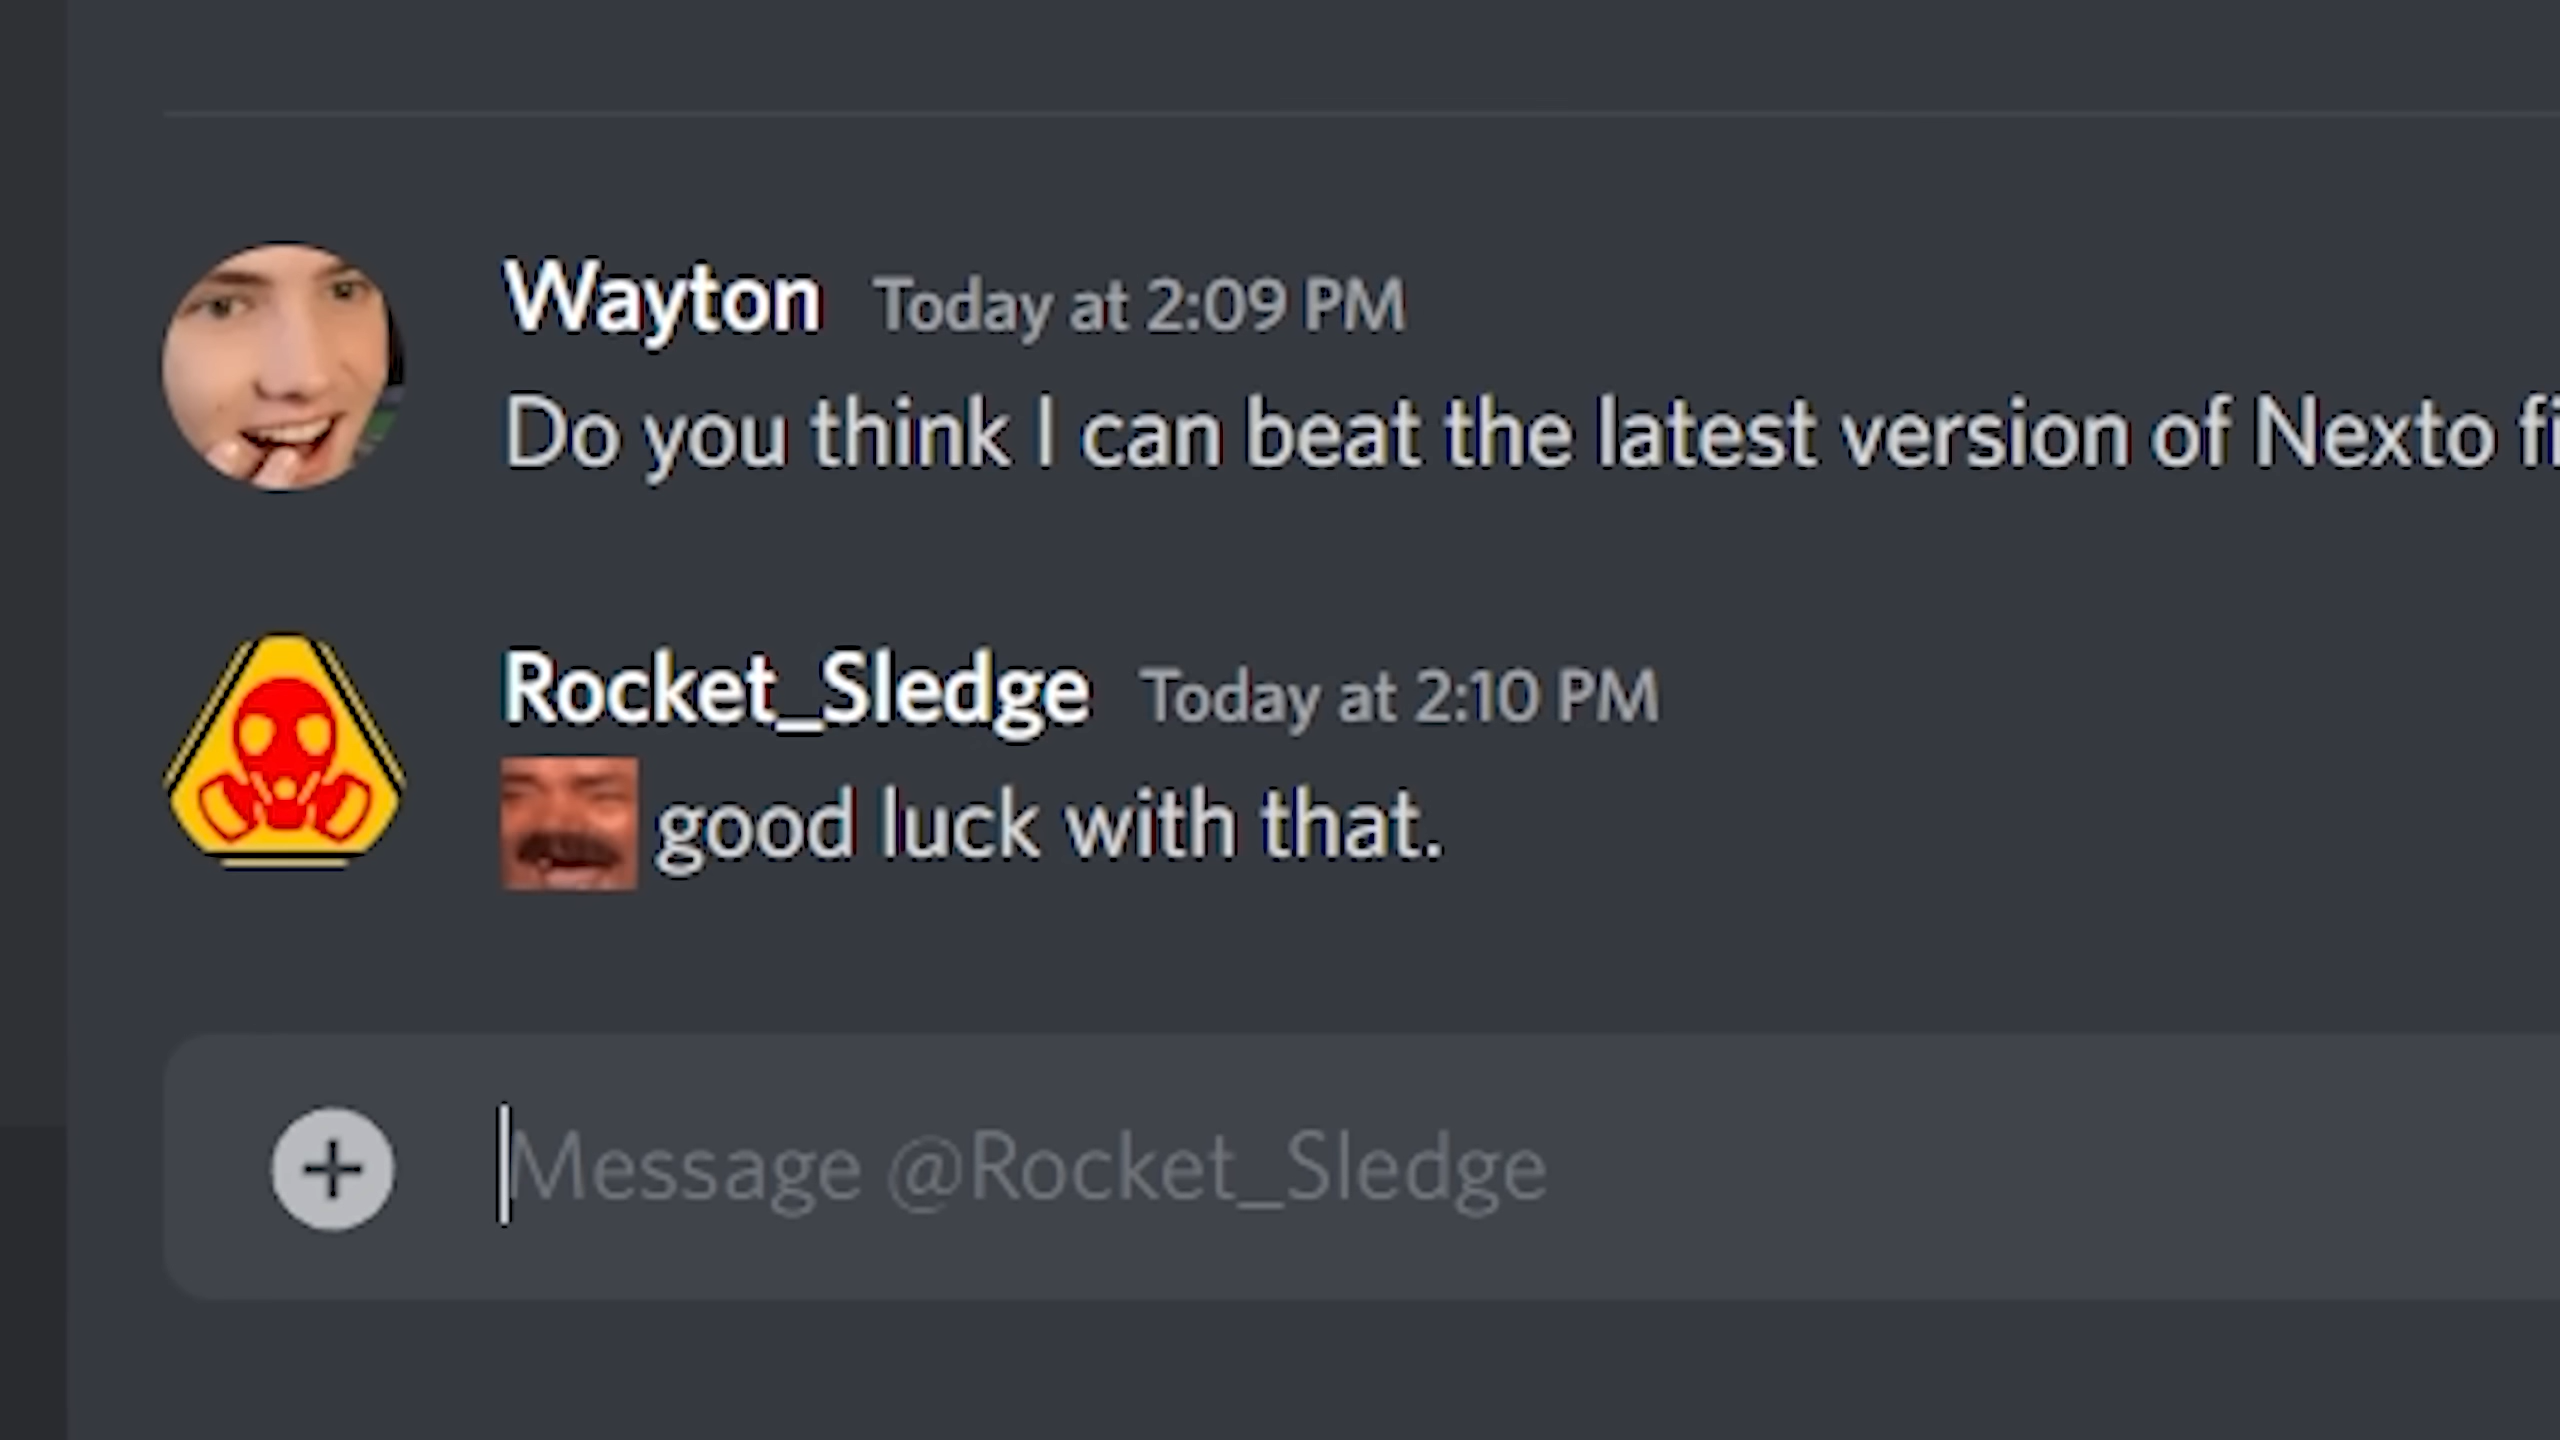 Wayton Today at 2:09 PM
Do you think I can beat the latest version of Nexto
Rocket_Sledge Today at 2:10 PM
good luck with that.
Message @Rocket_Sledge